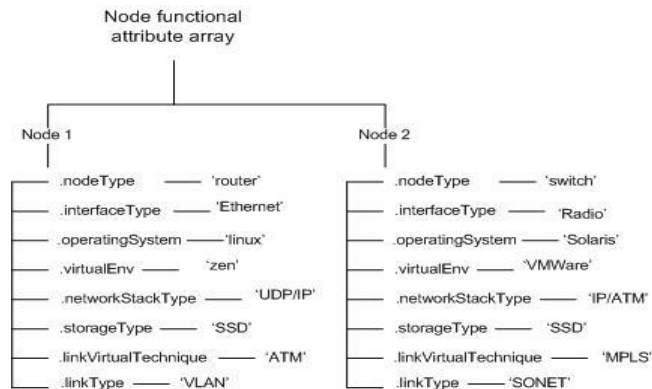 Node functional
attribute array
Node 1
.nodeType 'router'
.interfaceType 'Ethernet'
.operatingSystem 'linux'
.virtualEnv 'zen'
.networkStackType 'UDP/IP'
.storageType 'SSD'
.linkVirtualTechnique 'ATM'
.linkType 'VLAN'
Node 2
.nodeType 'switch'
.interfaceType 'Radio'
.operatingSystem 'Solaris'
.virtualEnv 'VMWare'
.networkStackType 'IP/ATM'
.storageType 'SSD'
.linkVirtualTechnique 'MPLS'
.linkType 'SONET'